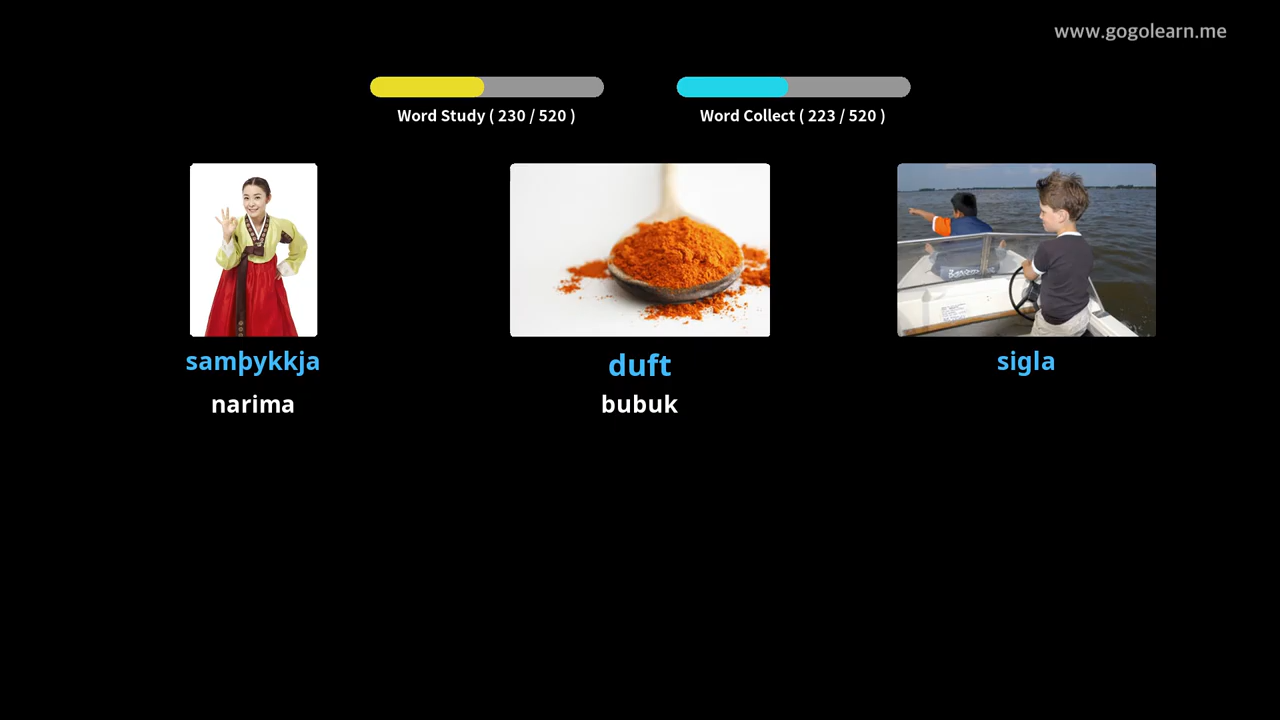 www.gogolearn.me
Word Study ( 230 / 520 )
Word Collect ( 223 / 520 )
samþykkja
duft
sigla
narima
bubuk